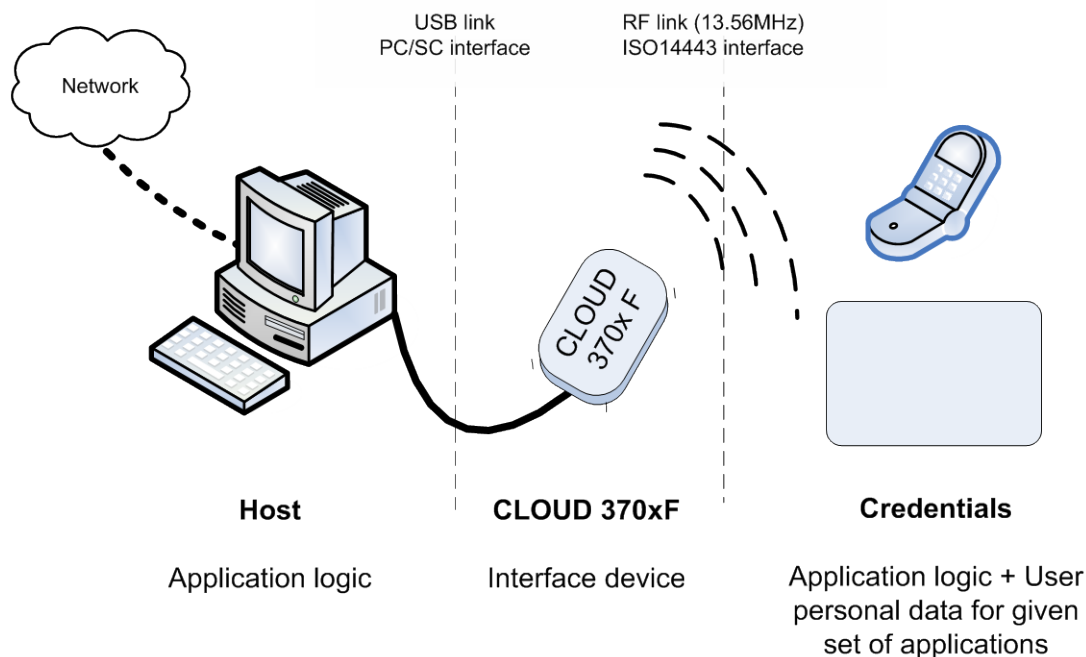 USB link
PC/SC interface
RF link (13.56MHz)
ISO14443 interface
Network
CLOUD
370x F
Host
CLOUD 370xF
Credentials
Application logic
Interface device
Application logic + User
personal data for given
set of applications